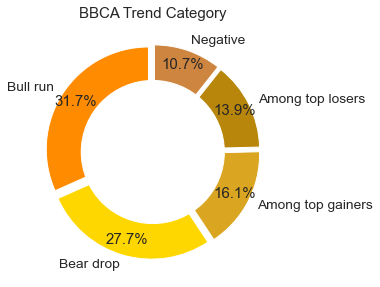 BBCA Trend Category
Negative
10.7%
Bull run
31.7%
Among top losers
13.9%
Among top gainers
16.1%
27.7%
Bear drop